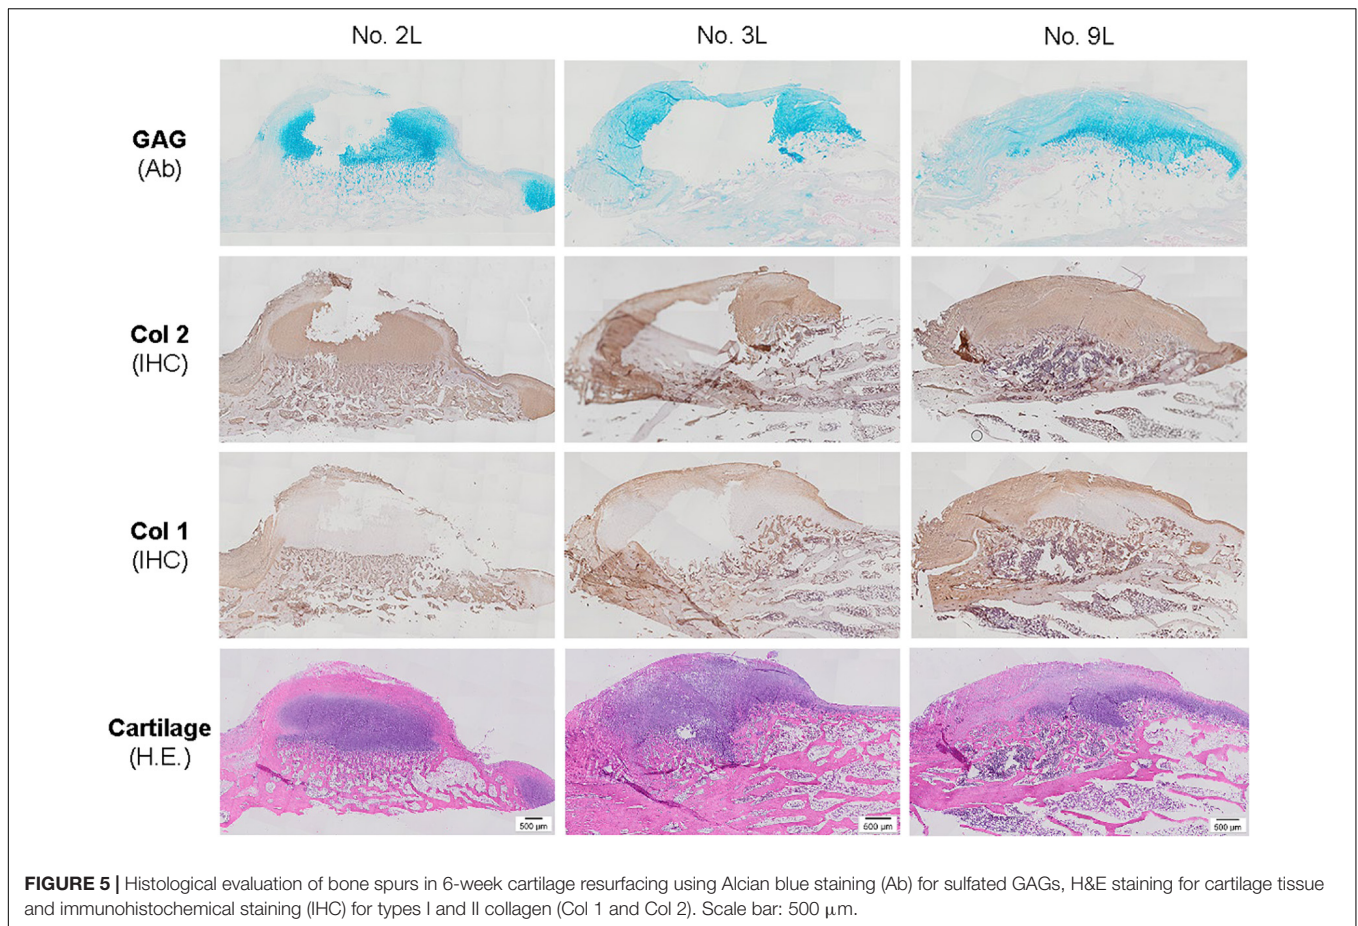 No. 2L
No. 3L
No. 9L
GAG
(Ab)
Col 2
(IHC)
Col 1
(IHC)
Cartilage
(H.E.)
500 µm
500 µm
500 µm
FIGURE 5 | Histological evaluation of bone spurs in 6-week cartilage resurfacing using Alcian blue staining (Ab) for sulfated GAGs, H&E staining for cartilage tissue
and immunohistochemical staining (IHC) for types I and II collagen (Col 1 and Col 2). Scale bar: 500 µm.